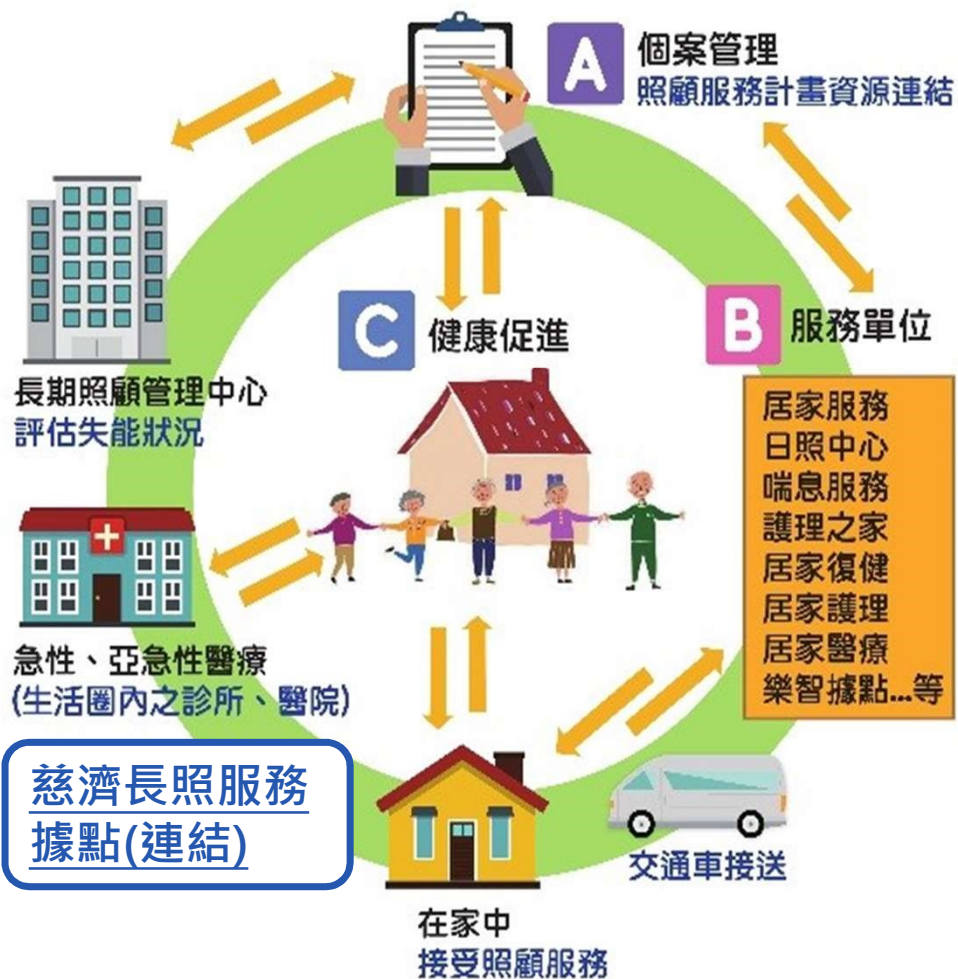 A
個案管理
照顧服務計畫資源連結
長期照顧管理中心
評估失能狀況
C
健康促進
B
服務單位
居家服務
日照中心
喘息服務
護理之家
居家復健
居家護理
居家醫療
樂智據點...等
急性、亞急性醫療
(生活圈內之診所、醫院)
慈濟長照服務
據點(連結)
交通車接送
在家中
接受照顧服務